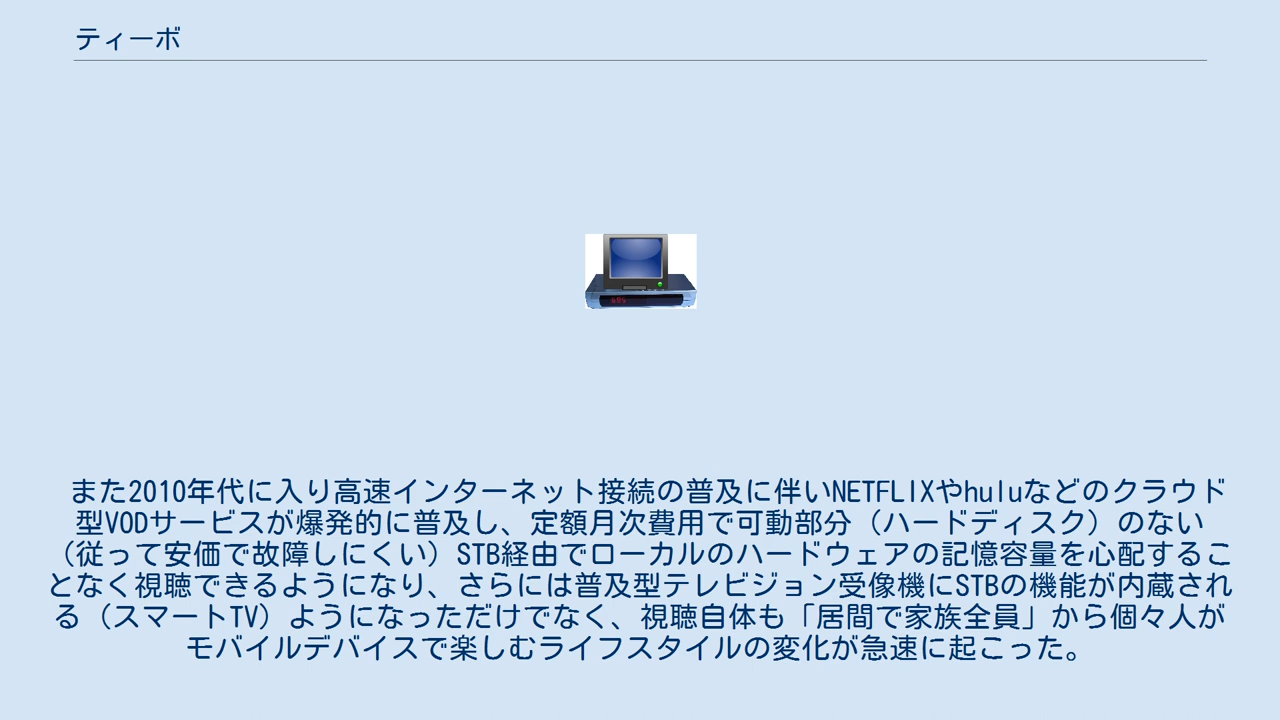 ティーボ
685
また2010年代に入り高速インターネット接続の普及に伴いNETFLIXやhuluなどのクラウド
型VODサービスが爆発的に普及し、定額月次費用で可動部分（ハードディスク）のない
（従って安価で故障しにくい）STB経由でローカルのハードウェアの記憶容量を心配するこ
となく視聴できるようになり、さらには普及型テレビジョン受像機にSTBの機能が内蔵され
る（スマートTV）ようになっただけでなく、視聴自体も「居間で家族全員」から個々人が
モバイルデバイスで楽しむライフスタイルの変化が急速に起こった。